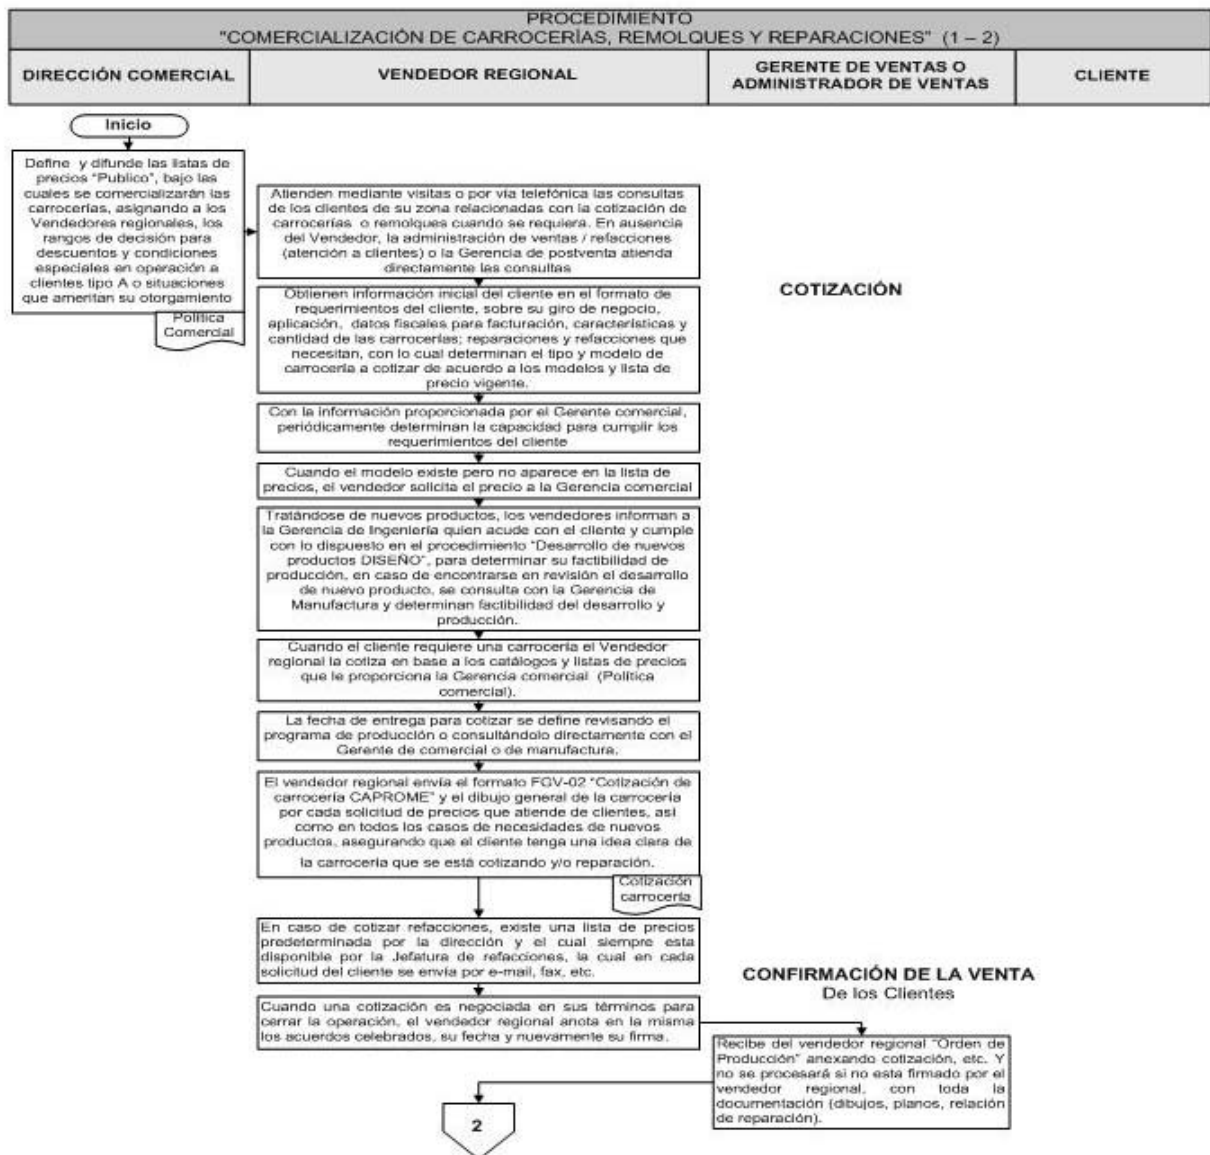 PROCEDIMIENTO
"COMERCIALIZACIÓN DE CARROCERÍAS, REMOLQUES Y REPARACIONES" (1 – 2)
DIRECCIÓN COMERCIAL
VENDEDOR REGIONAL
GERENTE DE VENTAS O
ADMINISTRADOR DE VENTAS
CLIENTE
Inicio
Define y difunde las listas de
precios "Publico", bajo las
cuales se comercializarán las
carrocerías, asignando a los
Vendedores regionales, los
rangos de decisión para
descuentos y condiciones
especiales en operación a
clientes tipo A o situaciones
que ameritan su otorgamiento
Política
Comercial
Atienden mediante visitas o por vía telefónica las consultas
de los clientes de su zona relacionadas con la cotización de
carrocerías o remolques cuando se requiera. En ausencia
del Vendedor, la administración de ventas / refacciones
(atención a clientes) o la Gerencia de postventa atienda
directamente las consultas
COTIZACIÓN
Obtienen información inicial del cliente en el formato de
requerimientos del cliente, sobre su giro de negocio,
aplicación, datos fiscales para facturación, características y
cantidad de las carrocerías; reparaciones y refacciones que
necesitan, con lo cual determinan el tipo y modelo de
carrocería a cotizar de acuerdo a los modelos y lista de
precio vigente.
Con la información proporcionada por el Gerente comercial,
periódicamente determinan la capacidad para cumplir los
requerimientos del cliente
Cuando el modelo existe pero no aparece en la lista de
precios, el vendedor solicita el precio a la Gerencia comercial
Tratándose de nuevos productos, los vendedores informan a
la Gerencia de Ingeniería quien acude con el cliente y cumple
con lo dispuesto en el procedimiento "Desarrollo de nuevos
productos DISEÑO", para determinar su factibilidad de
producción, en caso de encontrarse en revisión el desarrollo
de nuevo producto, se consulta con la Gerencia de
Manufactura y determinan factibilidad del desarrollo y
producción.
Cuando el cliente requiere una carrocería el Vendedor
regional la cotiza en base a los catálogos y listas de precios
que le proporciona la Gerencia comercial (Política
comercial).
La fecha de entrega para cotizar se define revisando el
programa de producción o consultándolo directamente con el
Gerente de comercial o de manufactura.
El vendedor regional envía el formato FGV-02 "Cotización de
carrocería CAPROME" y el dibujo general de la carrocería
por cada solicitud de precios que atiende de clientes, así
como en todos los casos de necesidades de nuevos
productos, asegurando que el cliente tenga una idea clara de
la carrocería que se está cotizando y/o reparación.
Cotización
carrocería
En caso de cotizar refacciones, existe una lista de precios
predeterminada por la dirección y el cual siempre esta
disponible por la Jefatura de refacciones, la cual en cada
solicitud del cliente se envía por e-mail, fax, etc.
CONFIRMACIÓN DE LA VENTA
De los Clientes
Cuando una cotización es negociada en sus términos para
cerrar la operación, el vendedor regional anota en la misma
los acuerdos celebrados, su fecha y nuevamente su firma.
Recibe del vendedor regional "Orden de
Producción" anexando cotización, etc. Y
no se procesará si no esta firmado por el
vendedor regional, con toda la
documentación (dibujos, planos, relación
de reparación).
2